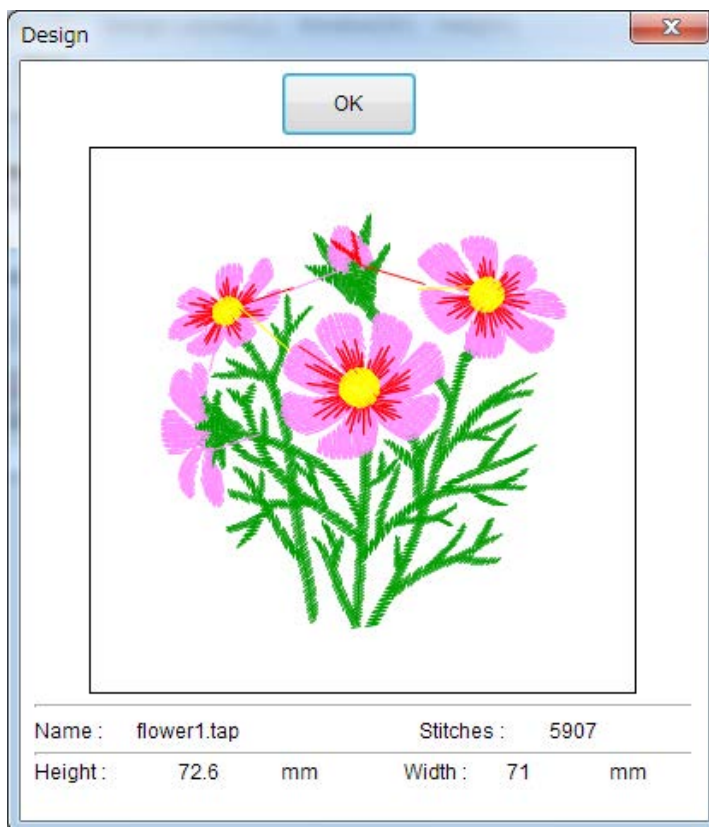 Design
OK
Name : flower1.tap Stitches : 5907
Height : 72.6 mm Width : 71 mm